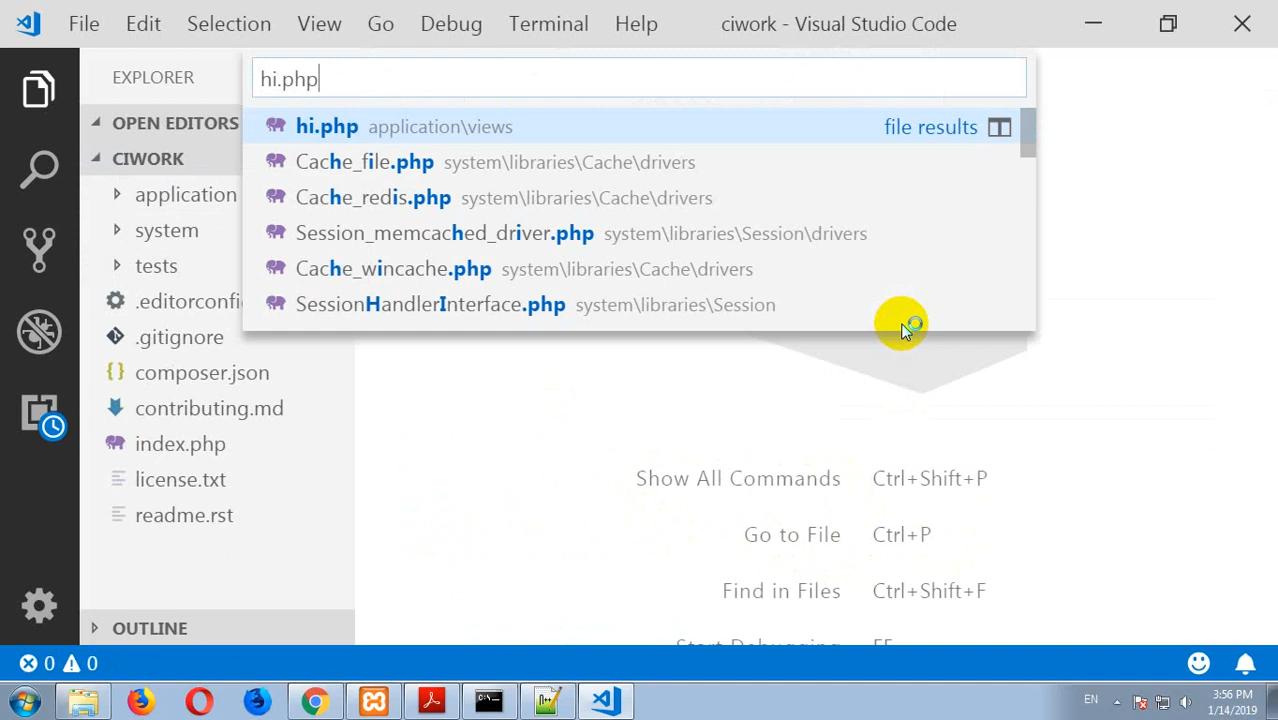 File Edit Selection View Go Debug Terminal Help ciwork - Visual Studio Code
EXPLORER
hi.php
OPEN EDITORS
CIWORK
application
system
tests
.editorconfi
.gitignore
composer.json
contributing.md
index.php
license.txt
readme.rst
OUTLINE
hi.php application\views file results
Cache_file.php system\libraries\Cache\drivers
Cache_redis.php system\libraries\Cache\drivers
Session_memcached_driver.php system\libraries\Session\drivers
Cache_wincache.php system\libraries\Cache\drivers
SessionHandlerInterface.php system\libraries\Session
Show All Commands Ctrl+Shift+P
Go to File Ctrl+P
Find in Files Ctrl+Shift+F
Start Debugging F5
0 0
EN
3:56 PM
1/14/2019